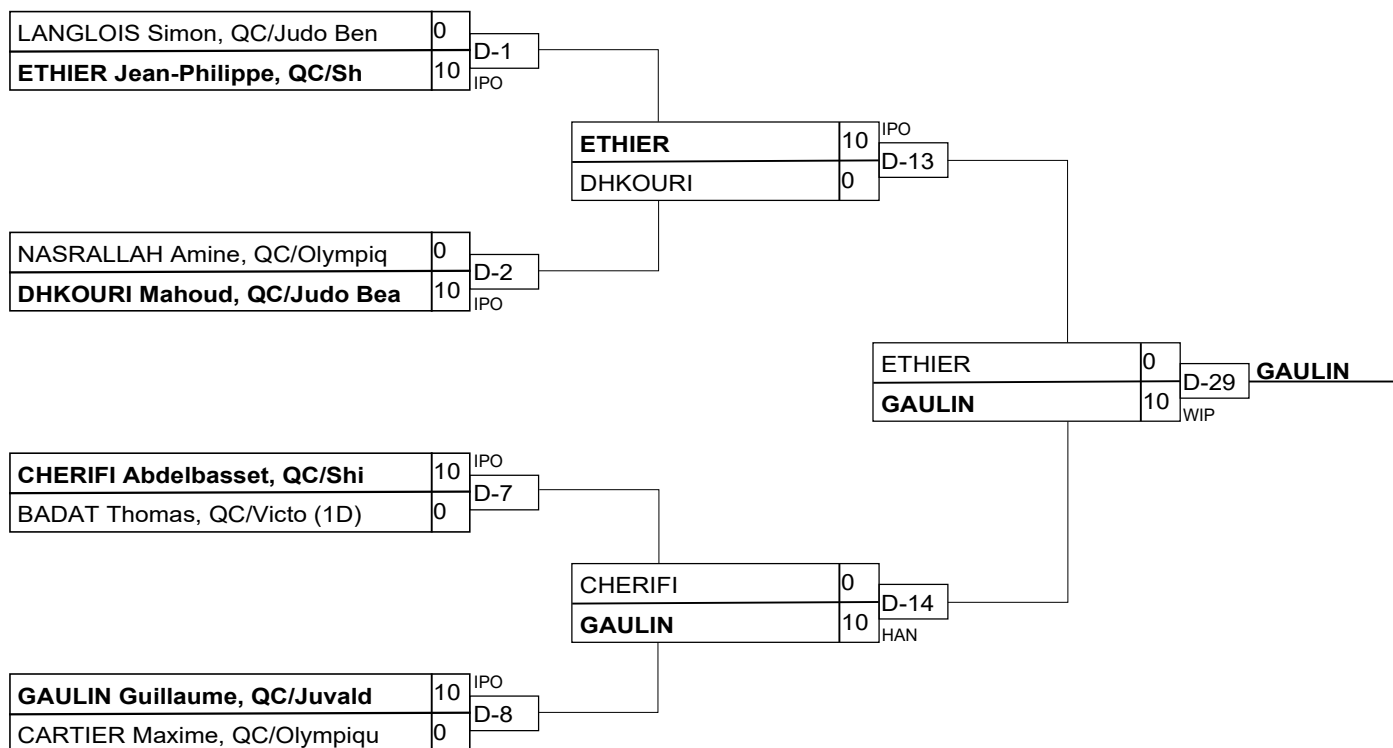 LANGLOIS Simon, QC/Judo Ben 0
D-1
ETHIER Jean-Philippe, QC/Sh 10
IPO
ETHIER 10 IPO
D-13
DHKOURI 0
NASRALLAH Amine, QC/Olympiq 0
D-2
DHKOURI Mahoud, QC/Judo Bea 10
IPO
ETHIER 0
D-29 GAULIN
GAULIN 10
WIP
CHERIFI Abdelbasset, QC/Shi 10 IPO
D-7
BADAT Thomas, QC/Victo (1D) 0
CHERIFI 0
D-14
GAULIN 10
HAN
GAULIN Guillaume, QC/Juvald 10 IPO
D-8
CARTIER Maxime, QC/Olympiqu 0